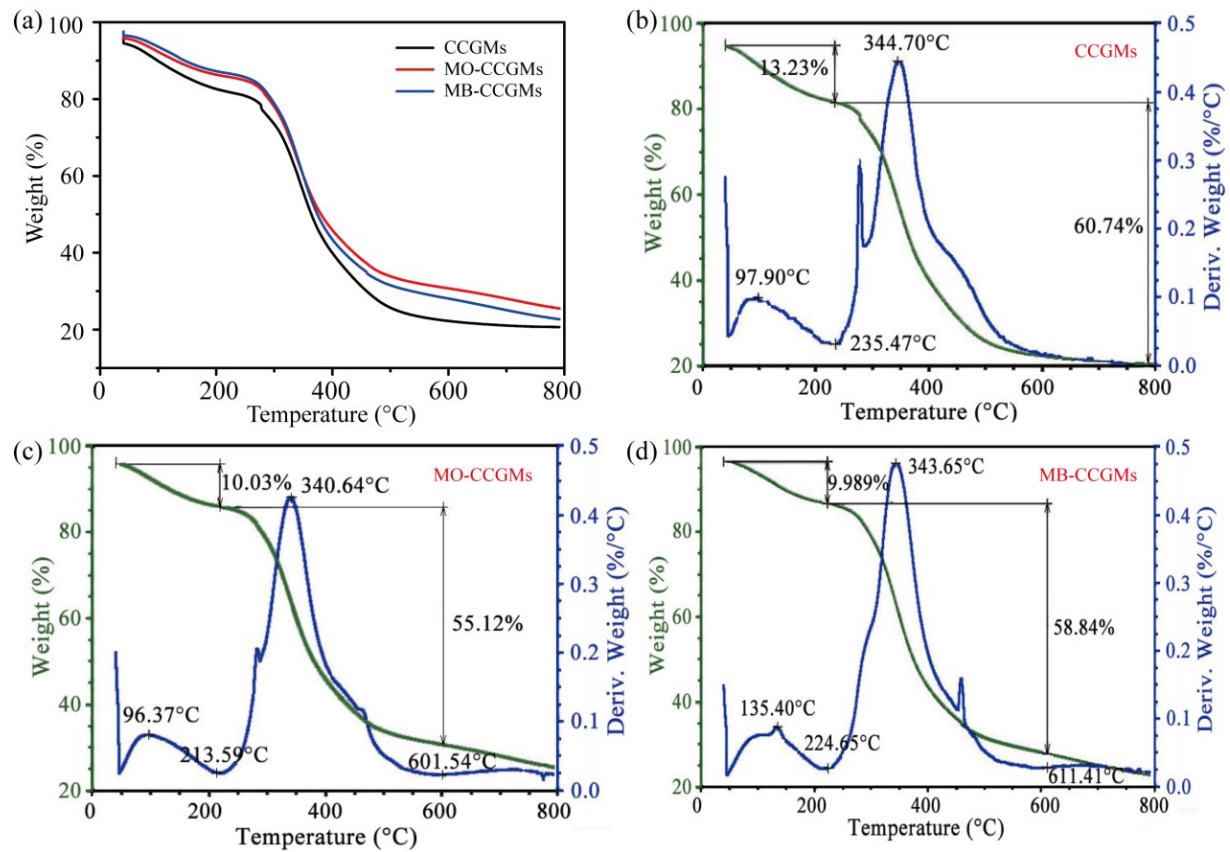 (a)
100
80
60
40
20
Weight (%)
CCGMs
MO-CCGMs
MB-CCGMs
0
200
400
600
800
Temperature (°C)
(b)
100
80
60
40
20
Weight (%)
13.23%
344.70°C
CCGMs
97.90°C
235.47°C
60.74%
0.5
0.4
0.3
0.2
0.1
0.0
Deriv. Weight (%/°C)
0
200
400
600
800
Temperature (°C)
(c)
100
80
60
40
20
Weight (%)
10.03%
340.64°C
MO-CCGMs
96.37°C
213.59°C
601.54°C
55.12%
0.5
0.4
0.3
0.2
0.1
0.0
Deriv. Weight (%/°C)
0
200
400
600
800
Temperature (°C)
(d)
100
80
60
40
20
Weight (%)
9.989%
343.65°C
MB-CCGMs
135.40°C
224.65°C
611.41°C
58.84%
0.5
0.4
0.3
0.2
0.1
0.0
Deriv. Weight (%/°C)
0
200
400
600
800
Temperature (°C)